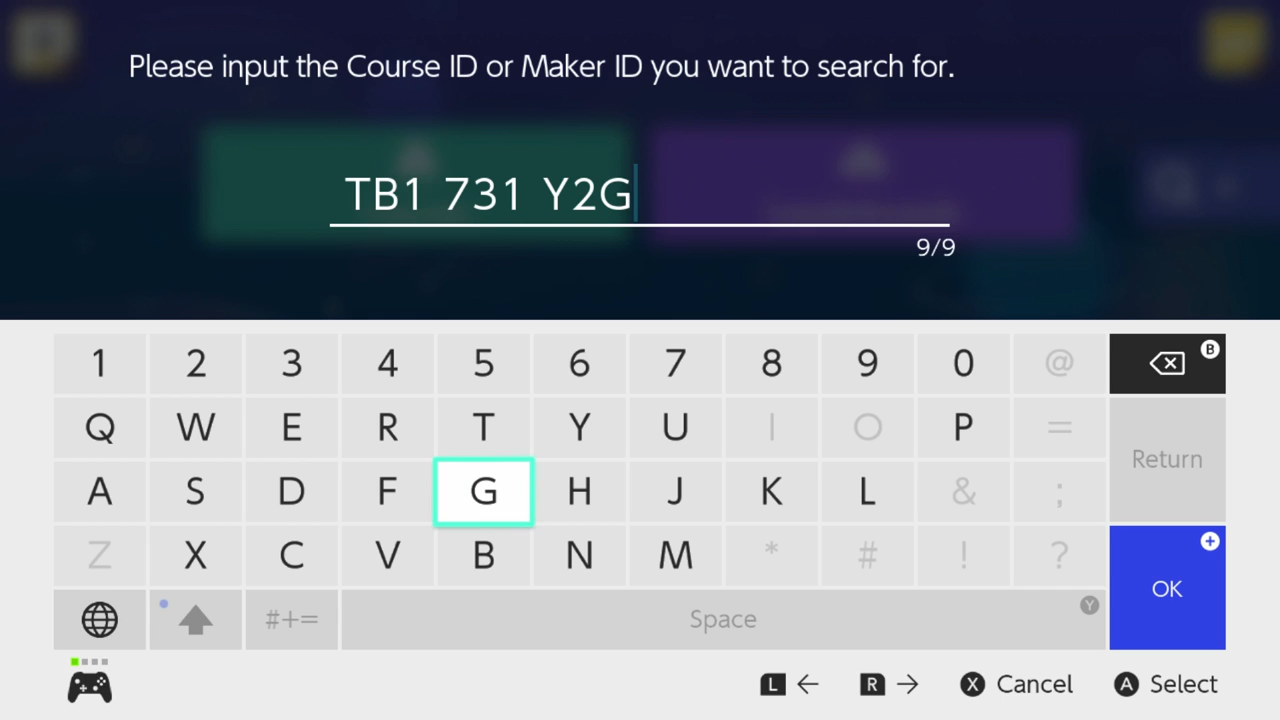 Please input the Course ID or Maker ID you want to search for.
TB1 731 Y2G
9/9
1 2 3 4 5 6 7 8 9 0 @ B
Q W E R T Y U I O P = Return
A S D F G H J K L & ;
Z X C V B N M * # ! ? + OK
#+= Space Y
L ← R → X Cancel A Select